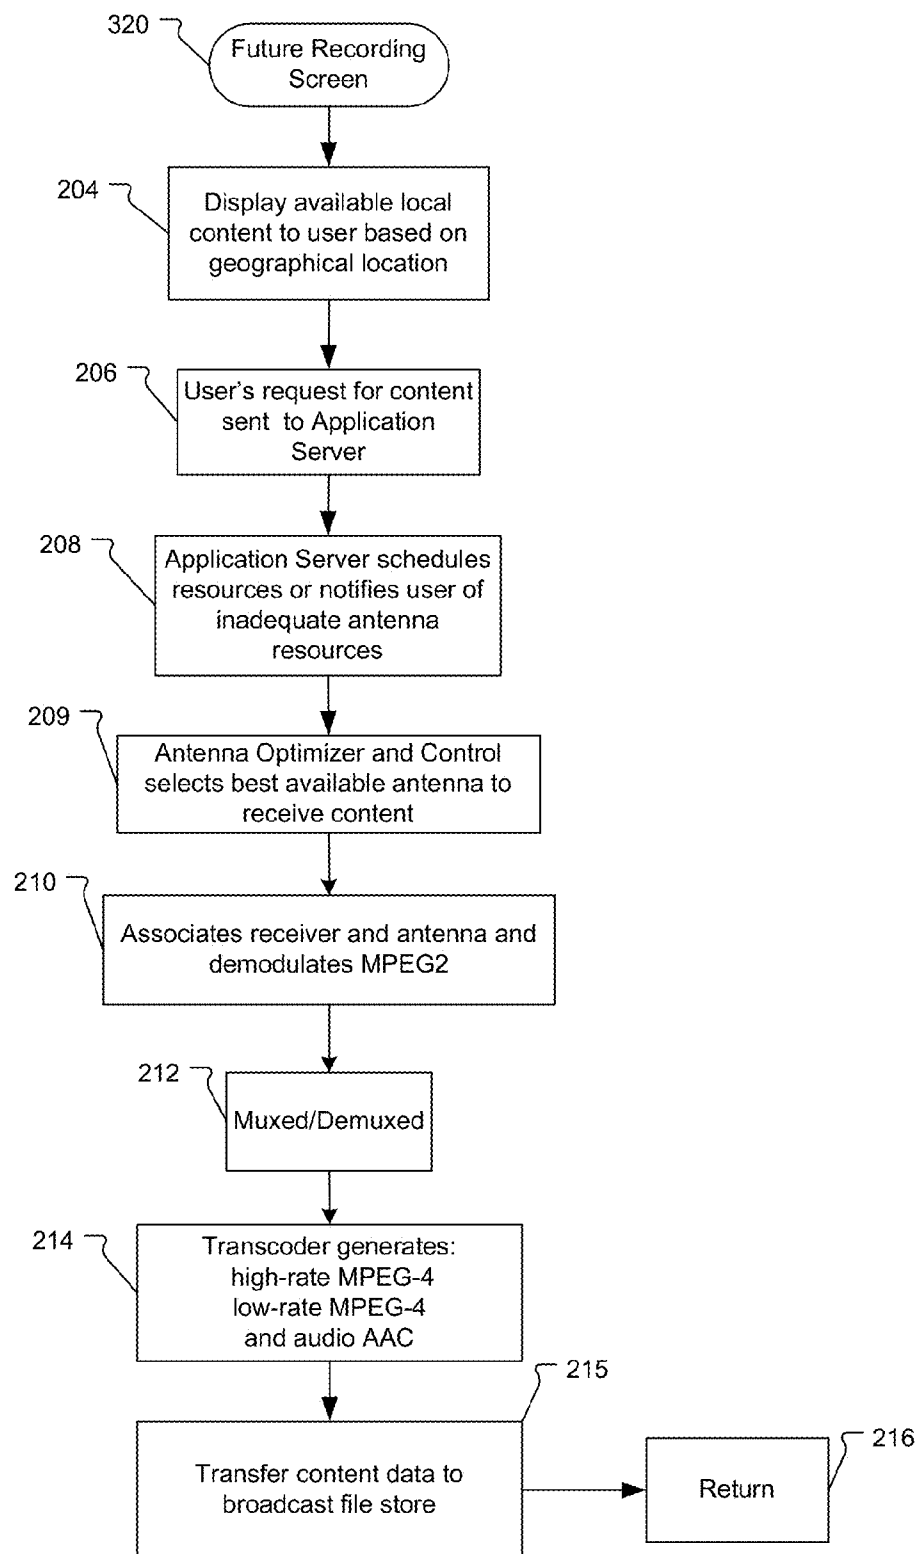 320
Future Recording
Screen
204
Display available local
content to user based on
geographical location
206
User's request for content
sent to Application
Server
208
Application Server schedules
resources or notifies user of
inadequate antenna
resources
209
Antenna Optimizer and Control
selects best available antenna to
receive content
210
Associates receiver and antenna and
demodulates MPEG2
212
Muxed/Demuxed
214
Transcoder generates:
high-rate MPEG-4
low-rate MPEG-4
and audio AAC
215
Transfer content data to
broadcast file store
216
Return